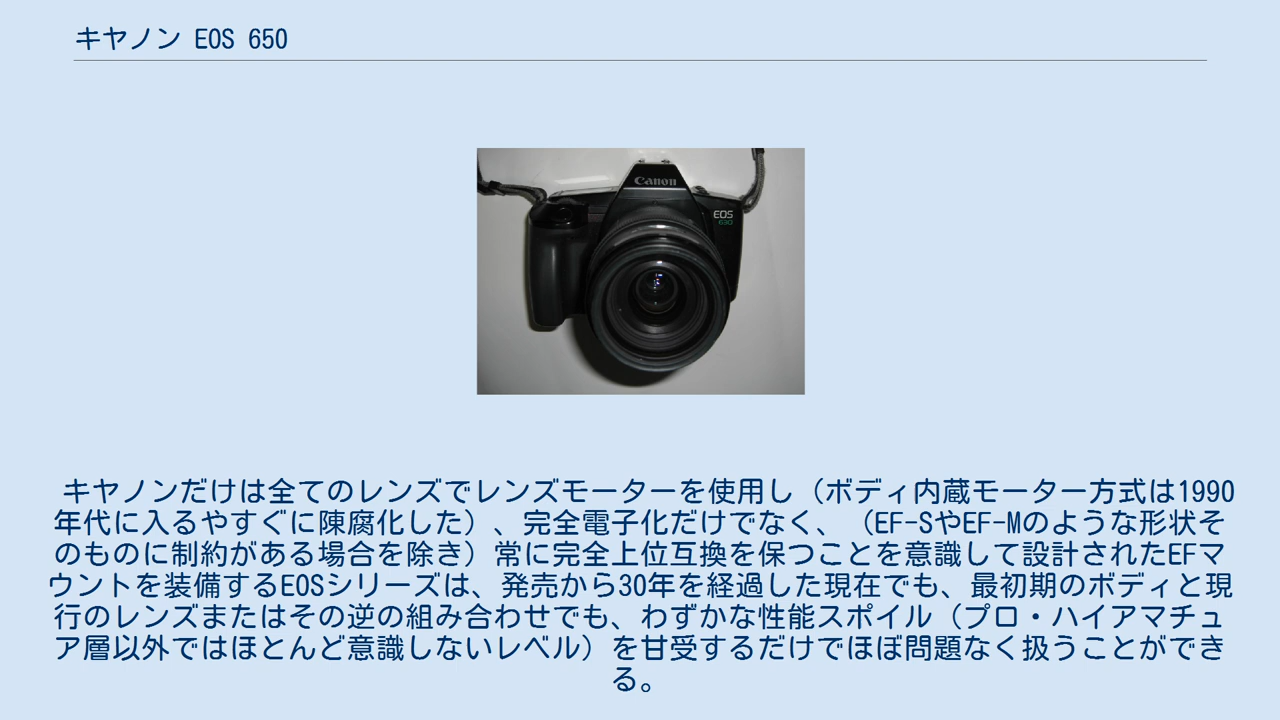 キヤノン EOS 650
Canon
EOS
630
キヤノンだけは全てのレンズでレンズモーターを使用し（ボディ内蔵モーター方式は1990
年代に入るやすぐに陳腐化した）、完全電子化だけでなく、（EF-SやEF-Mのような形状そ
のものに制約がある場合を除き）常に完全上位互換を保つことを意識して設計されたEFマ
ウントを装備するEOSシリーズは、発売から30年を経過した現在でも、最初期のボディと現
行のレンズまたはその逆の組み合わせでも、わずかな性能スポイル（プロ・ハイアマチュ
ア層以外ではほとんど意識しないレベル）を甘受するだけでほぼ問題なく扱うことができ
る。